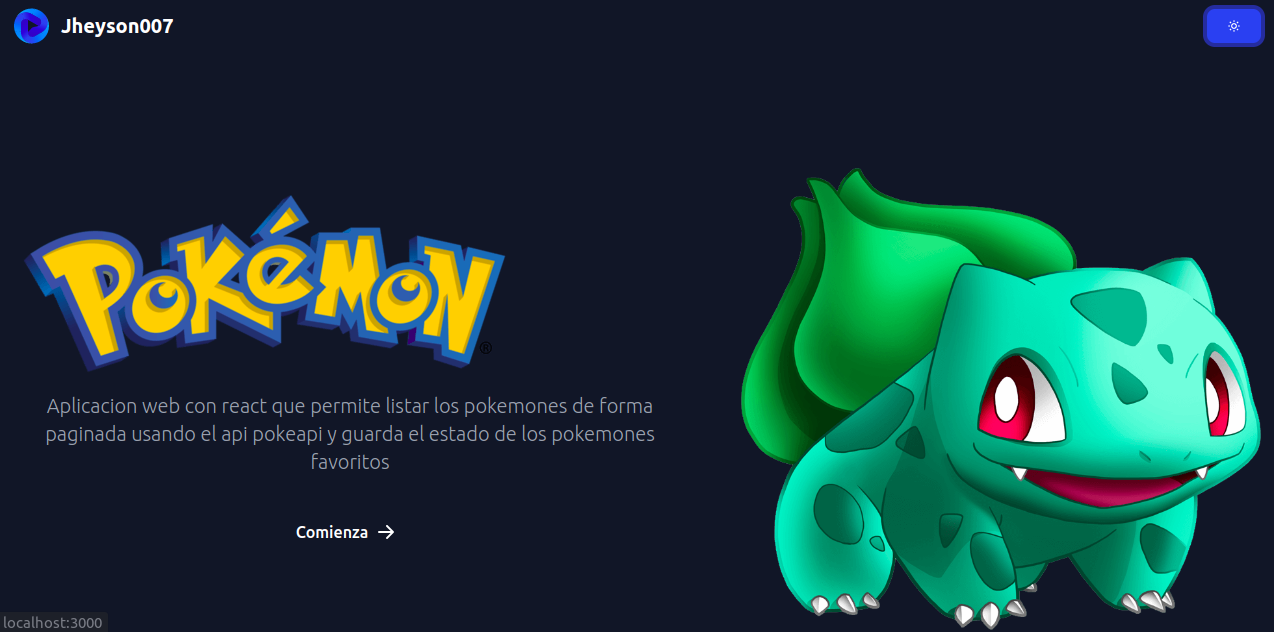 Jheyson007
POKéMON
®
Aplicacion web con react que permite listar los pokemones de forma
paginada usando el api pokeapi y guarda el estado de los pokemones
favoritos
Comienza →
localhost:3000